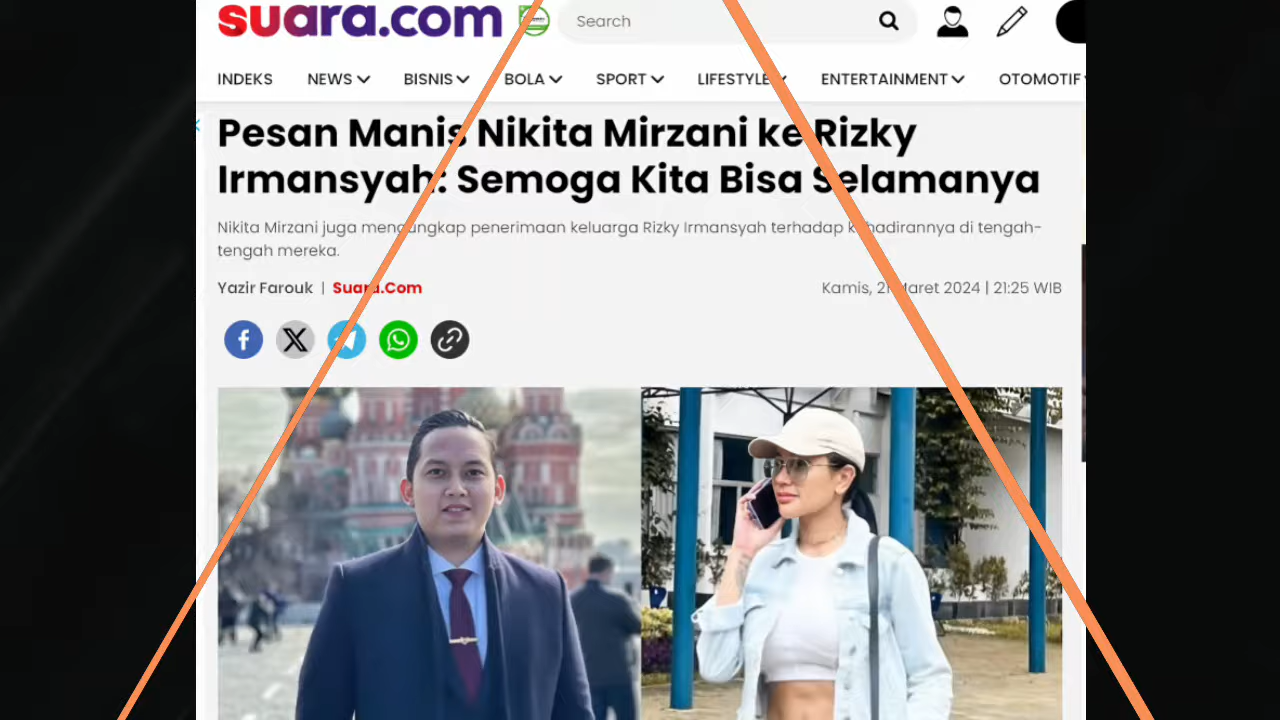 suara.com
Search
INDEKS NEWS BISNIS BOLA SPORT LIFESTYLE ENTERTAINMENT OTOMOTIF
Pesan Manis Nikita Mirzani ke Rizky
Irmansyah: Semoga Kita Bisa Selamanya
Nikita Mirzani juga mengungkap penerimaan keluarga Rizky Irmansyah terhadap kehadirannya di tengah-
tengah mereka.
Yazir Farouk | Suara.Com
Kamis, 21 Maret 2024 | 21:25 WIB